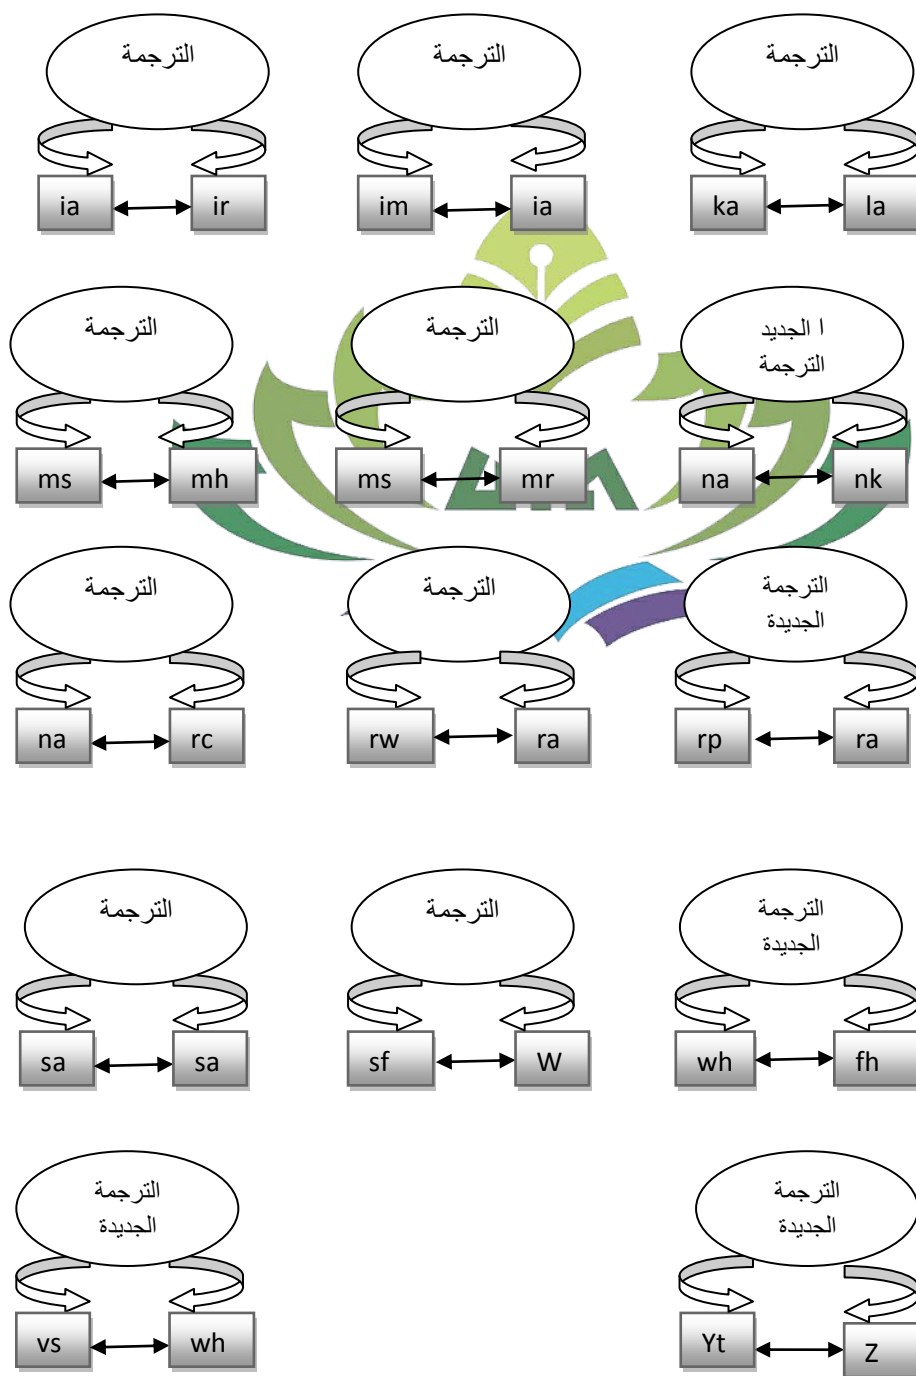 الترجمة
ia ir
الترجمة
im ia
الترجمة
ka la
الترجمة
ms mh
الترجمة
ms mr
ا الجديد
الترجمة
na nk
الترجمة
na rc
الترجمة
rw ra
الترجمة
الجديدة
rp ra
الترجمة
sa sa
الترجمة
sf W
الترجمة
الجديدة
wh fh
الترجمة
الجديدة
vs wh
الترجمة
الجديدة
Yt Z